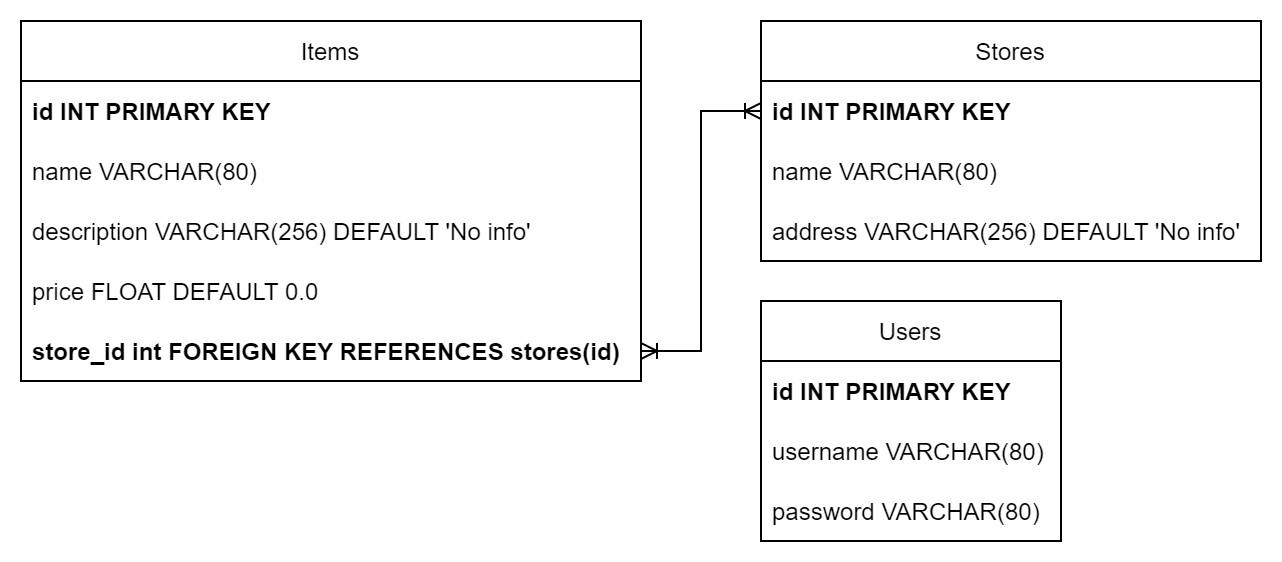 Items
id INT PRIMARY KEY
name VARCHAR(80)
description VARCHAR(256) DEFAULT 'No info'
price FLOAT DEFAULT 0.0
store_id int FOREIGN KEY REFERENCES stores(id)
Stores
id INT PRIMARY KEY
name VARCHAR(80)
address VARCHAR(256) DEFAULT 'No info'
Users
id INT PRIMARY KEY
username VARCHAR(80)
password VARCHAR(80)